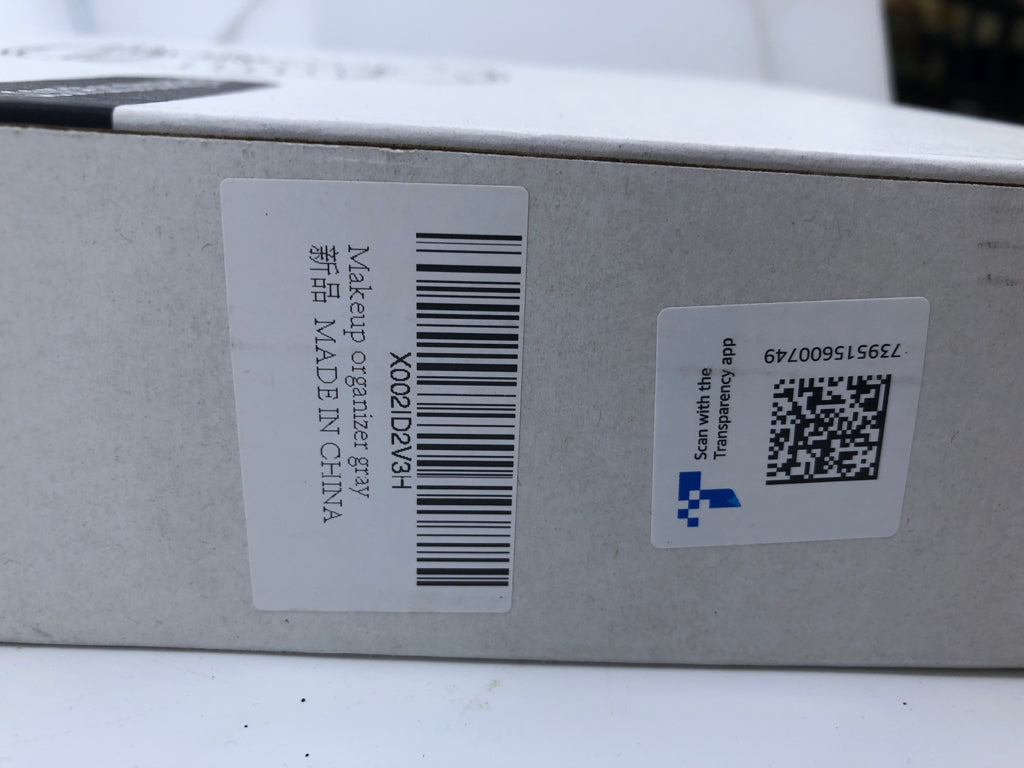 X002ID2V3H
Makeup organizer gray
新品 MADE IN CHINA
Scan with the
Transparency app
739515600749